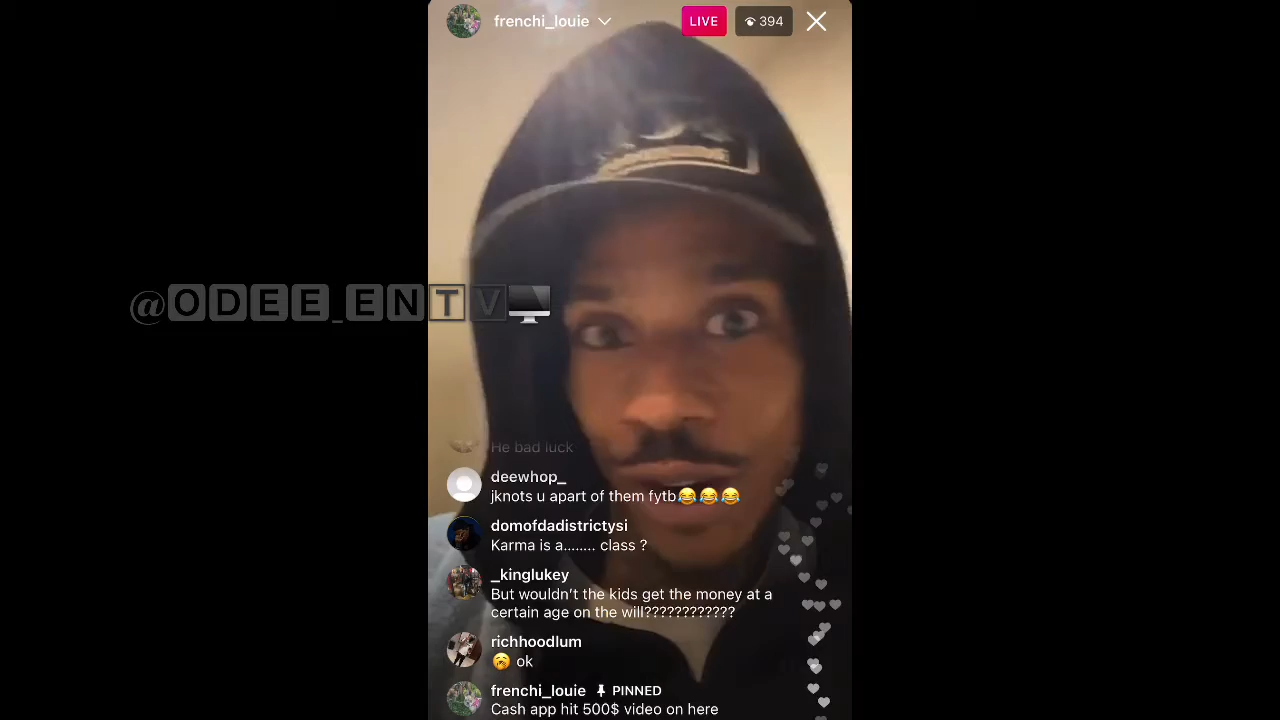 frenchi_louie
LIVE
394
@ODEE_ENTV
He bad luck
deewhop_
jknots u apart of them fytb😂😂😂
domofdadistrictysi
Karma is a........ class ?
_kinglukey
But wouldn't the kids get the money at a
certain age on the will????????????
richhoodlum
🥱 ok
frenchi_louie PINNED
Cash app hit 500$ video on here